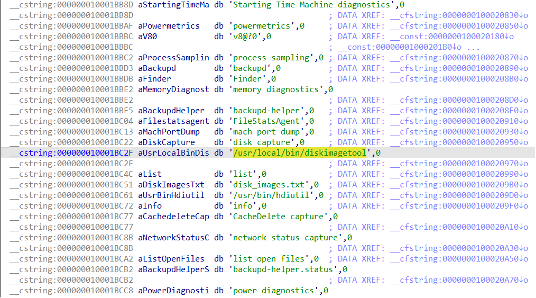 __cstring:000000010001BB8D aStartingTimeMa db 'Starting Time Machine diagnostics',0
__cstring:000000010001BB8D ; DATA XREF: __cfstring:0000000100020830↓o
__cstring:000000010001BBAF aPowermetrics db 'powermetrics',0 ; DATA XREF: __cfstring:0000000100020850↓o
__cstring:000000010001BBBC aV80 db 'v8@?0',0 ; DATA XREF: __const:0000000100020180↓o
__cstring:000000010001BBBC ; __const:00000001000201B0↓o ...
__cstring:000000010001BBC2 aProcessSamplin db 'process sampling',0 ; DATA XREF: __cfstring:0000000100020870↓o
__cstring:000000010001BBD3 aBackupd db 'backupd',0 ; DATA XREF: __cfstring:0000000100020890↓o
__cstring:000000010001BBDB aFinder db 'Finder',0 ; DATA XREF: __cfstring:00000001000208B0↓o
__cstring:000000010001BBE2 aMemoryDiagnost db 'memory diagnostics',0
__cstring:000000010001BBE2 ; DATA XREF: __cfstring:00000001000208D0↓o
__cstring:000000010001BBF5 aBackupdHelper db 'backupd-helper',0 ; DATA XREF: __cfstring:00000001000208F0↓o
__cstring:000000010001BC04 aFilestatsagent db 'FileStatsAgent',0 ; DATA XREF: __cfstring:0000000100020910↓o
__cstring:000000010001BC13 aMachPortDump db 'mach port dump',0 ; DATA XREF: __cfstring:0000000100020930↓o
__cstring:000000010001BC22 aDiskCapture db 'disk capture',0 ; DATA XREF: __cfstring:0000000100020950↓o
__cstring:000000010001BC2F aUsrLocalBinDis db '/usr/local/bin/diskimagetool',0
__cstring:000000010001BC2F ; DATA XREF: __cfstring:0000000100020970↓o
__cstring:000000010001BC4C aList db 'list',0 ; DATA XREF: __cfstring:0000000100020990↓o
__cstring:000000010001BC51 aDiskImagesTxt db 'disk_images.txt',0 ; DATA XREF: __cfstring:00000001000209B0↓o
__cstring:000000010001BC61 aUsrBinHdiutil db '/usr/bin/hdiutil',0 ; DATA XREF: __cfstring:00000001000209D0↓o
__cstring:000000010001BC72 aInfo db 'info',0 ; DATA XREF: __cfstring:00000001000209F0↓o
__cstring:000000010001BC77 aCachedeleteCap db 'CacheDelete capture',0
__cstring:000000010001BC77 ; DATA XREF: __cfstring:0000000100020A10↓o
__cstring:000000010001BC8B aNetworkStatusC db 'network status capture',0
__cstring:000000010001BC8B ; DATA XREF: __cfstring:0000000100020A30↓o
__cstring:000000010001BCA2 aListOpenFiles db 'list open files',0 ; DATA XREF: __cfstring:0000000100020A50↓o
__cstring:000000010001BCB2 aBackupdHelperS db 'backupd-helper.status',0
__cstring:000000010001BCB2 ; DATA XREF: __cfstring:0000000100020A70↓o
__cstring:000000010001BCC8 aPowerDiagnosti db 'power diagnostics',0